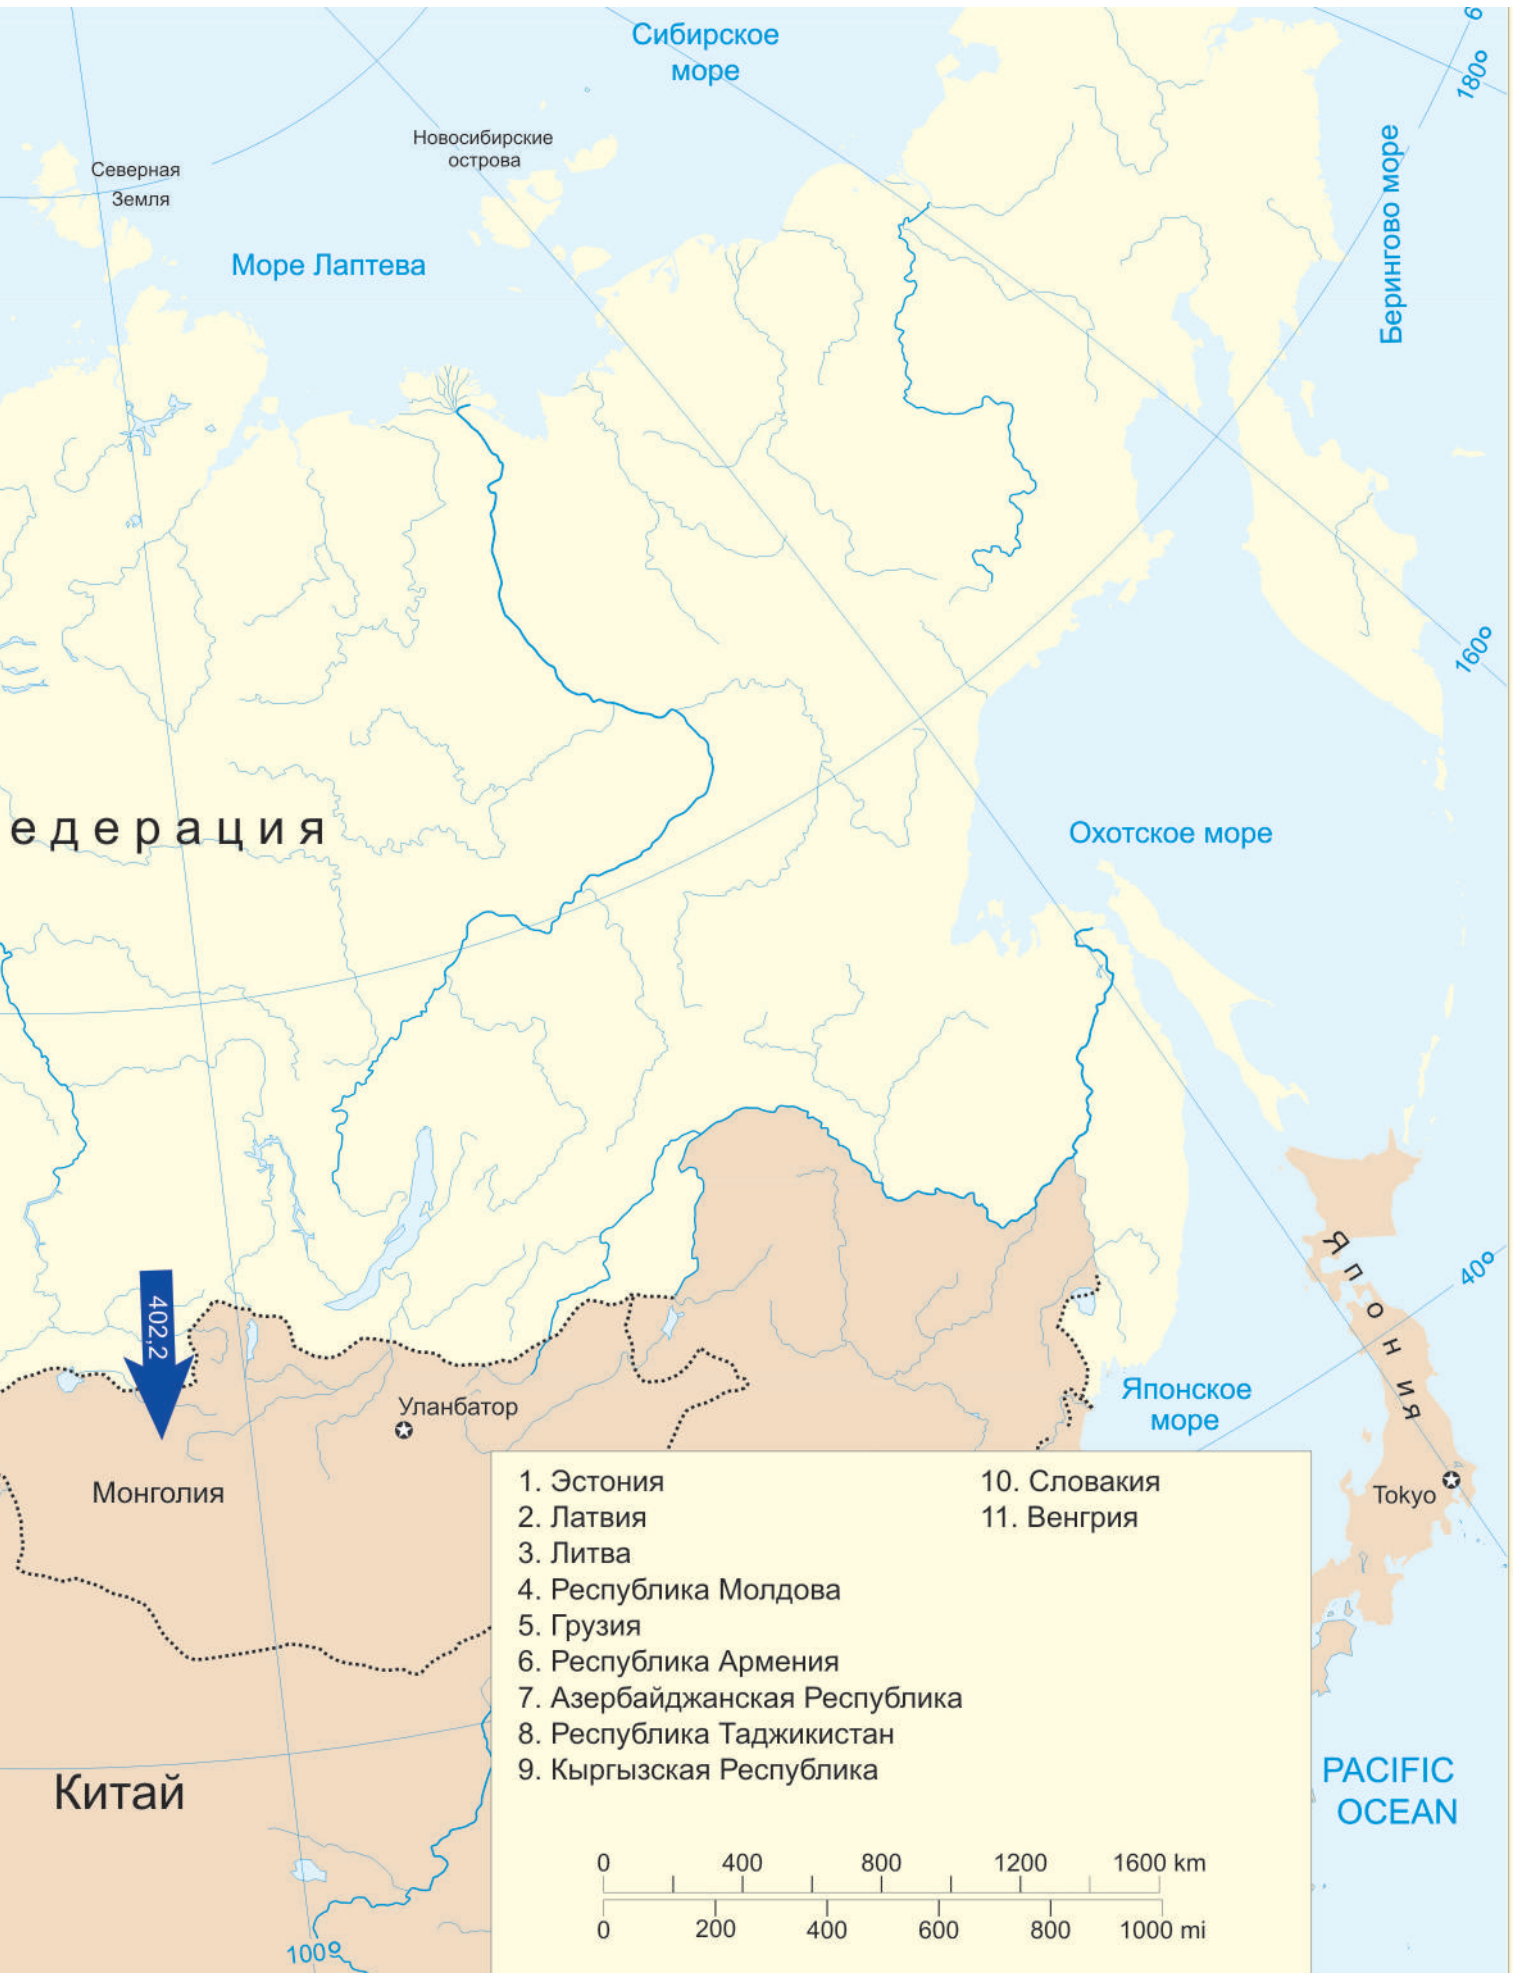 Сибирское
море
6
180°
Новосибирские
острова
Северная
Земля
Берингово море
Море Лаптева
160°
едерация
Охотское море
Япония
40°
402,2
Уланбатор
Японское
море
Монголия
Tokyo
1. Эстония
2. Латвия
3. Литва
4. Республика Молдова
5. Грузия
6. Республика Армения
7. Азербайджанская Республика
8. Республика Таджикистан
9. Кыргызская Республика
10. Словакия
11. Венгрия
Китай
PACIFIC
OCEAN
0 400 800 1200 1600 km
0 200 400 600 800 1000 mi
100°